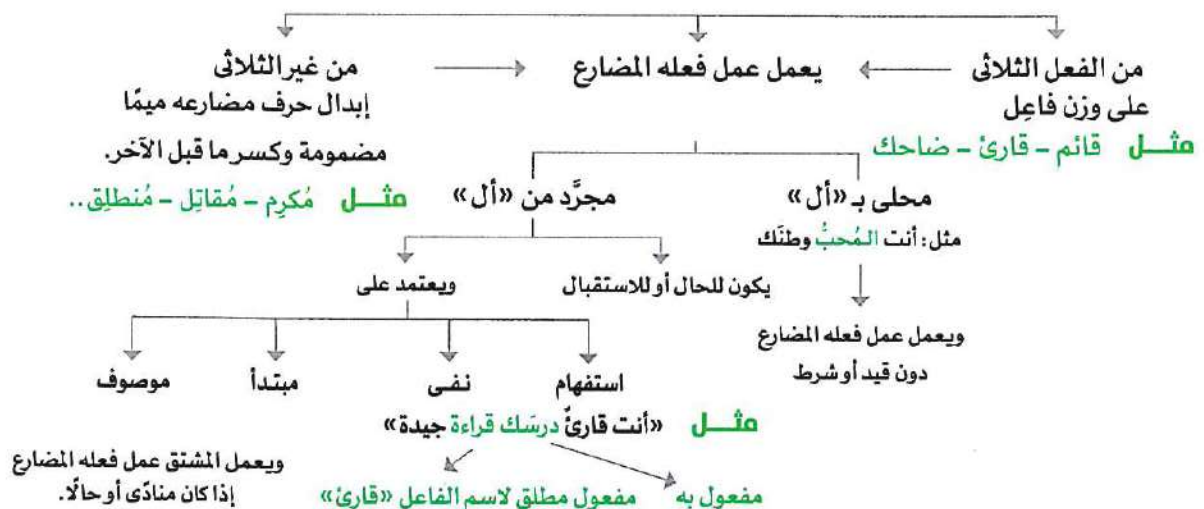 من الفعل الثلاثى
على وزن فاعِل
مثل قائم – قارئ – ضاحك
يعمل عمل فعله المضارع
من غير الثلاثى
إبدال حرف مضارعه ميمًا
مضمومة وكسر ما قبل الآخر.
مثل مُكرِم – مُقاتِل – مُنطلِق..
محلى بـ «أل»
مثل: أنت المُحبُّ وطنَك
ويعمل عمل فعله المضارع
دون قيد أو شرط
مجرَّد من «أل»
يكون للحال أو للاستقبال
ويعتمد على
استفهام
نفى
مبتدأ
موصوف
مثل «أنت قارئٌ درسَك قراءة جيدة»
مفعول به
مفعول مطلق لاسم الفاعل «قارئ»
ويعمل المشتق عمل فعله المضارع
إذا كان منادًى أو حالًا.